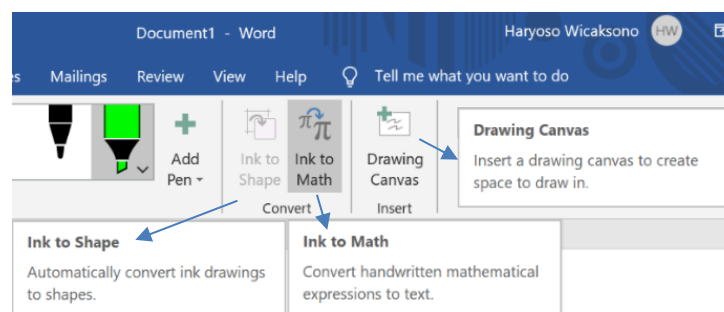 Document1 - Word
Haryoso Wicaksono HW
Mailings Review View Help Tell me what you want to do
Add Pen
Ink to Shape
Ink to Math
Drawing Canvas
Convert
Insert
Drawing Canvas
Insert a drawing canvas to create
space to draw in.
Ink to Shape
Automatically convert ink drawings
to shapes.
Ink to Math
Convert handwritten mathematical
expressions to text.